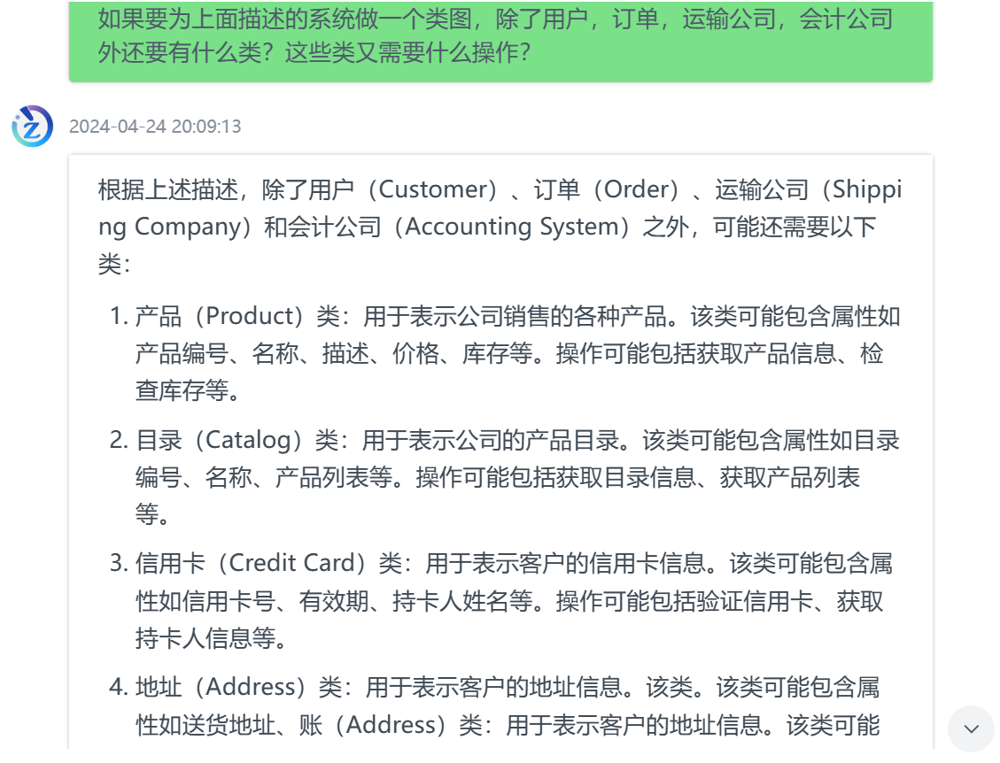 如果要为上面描述的系统做一个类图，除了用户，订单，运输公司，会计公司
外还要有什么类？这些类又需要什么操作？
2024-04-24 20:09:13
根据上述描述，除了用户（Customer）、订单（Order）、运输公司（Shippi
ng Company）和会计公司（Accounting System）之外，可能还需要以下
类：
1. 产品（Product）类：用于表示公司销售的各种产品。该类可能包含属性如
产品编号、名称、描述、价格、库存等。操作可能包括获取产品信息、检
查库存等。
2. 目录（Catalog）类：用于表示公司的产品目录。该类可能包含属性如目录
编号、名称、产品列表等。操作可能包括获取目录信息、获取产品列表
等。
3. 信用卡（Credit Card）类：用于表示客户的信用卡信息。该类可能包含属
性如信用卡号、有效期、持卡人姓名等。操作可能包括验证信用卡、获取
持卡人信息等。
4. 地址（Address）类：用于表示客户的地址信息。该类。该类可能包含属
性如送货地址、账（Address）类：用于表示客户的地址信息。该类可能